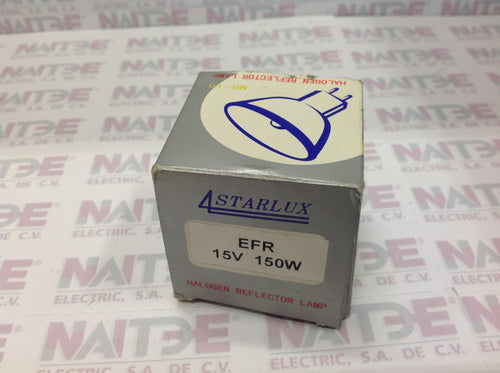 HALOGEN REFLECTOR LAMP
STARLUX
EFR
15V 150W
HALOGEN REFLECTOR LAMP
NAITDE
ELECTRIC, S.A. DE C.V.